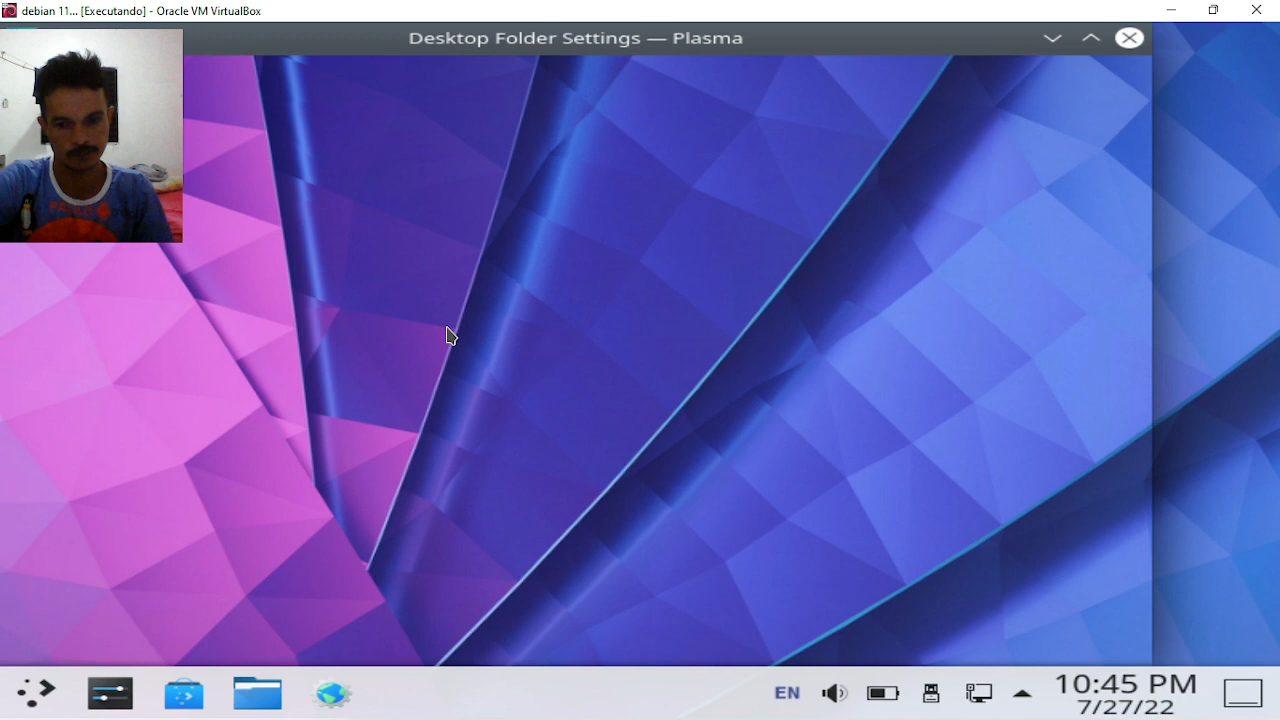 debian 11... [Executando] - Oracle VM VirtualBox
Desktop Folder Settings — Plasma
EN
10:45 PM
7/27/22